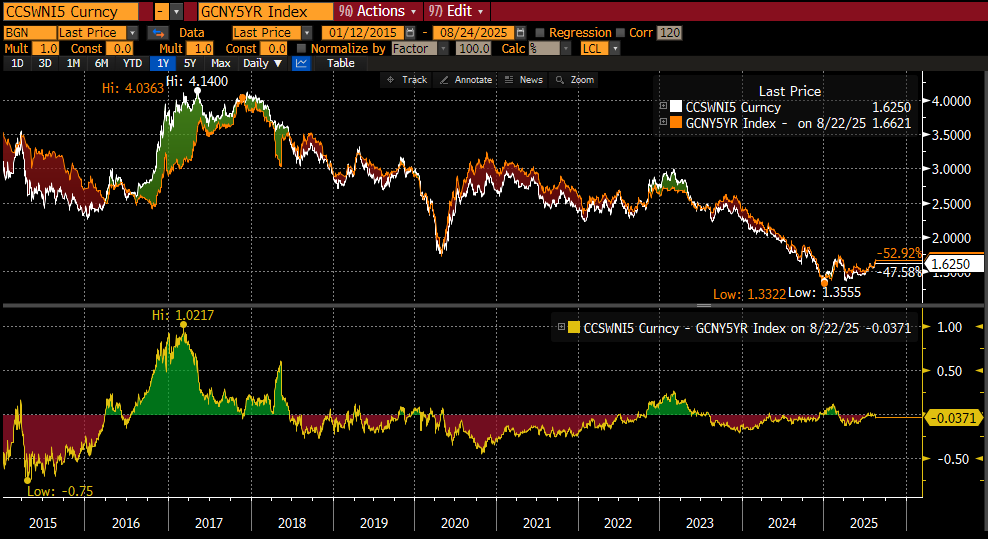 CCSWNI5 Curncy - GCNY5YR Index 96) Actions 97) Edit
BGN Last Price Data Last Price 01/12/2015 - 08/24/2025 Regression Corr 120
Mult 1.0 Const 0.0 Mult 1.0 Const 0.0 Normalize by Factor 100.0 Calc % LCL
1D 3D 1M 6M YTD 1Y 5Y Max Daily ▼ Table
Track Annotate News Zoom
Hi: 4.0363 Hi: 4.1400
Last Price
CCSWNI5 Curncy 1.6250
GCNY5YR Index - on 8/22/25 1.6621
4.0000
3.5000
3.0000
2.5000
2.0000
-52.92%
1.6250
-47.58%
1.5000
Low: 1.3322 Low: 1.3555
Hi: 1.0217
CCSWNI5 Curncy - GCNY5YR Index on 8/22/25 -0.0371
1.00
0.50
-0.0371
-0.50
Low: -0.75
2015 2016 2017 2018 2019 2020 2021 2022 2023 2024 2025